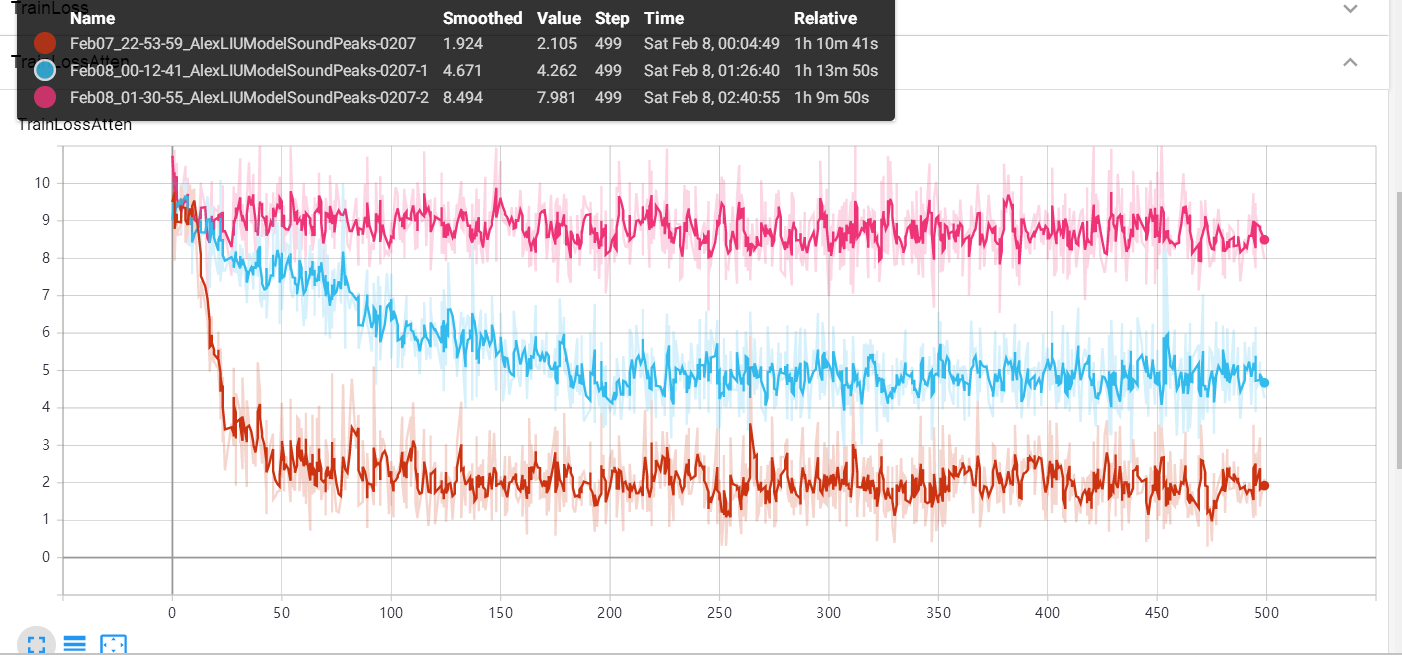 TrainLoss
Name Smoothed Value Step Time Relative
Feb07_22-53-59_AlexLIUModelSoundPeaks-0207 1.924 2.105 499 Sat Feb 8, 00:04:49 1h 10m 41s
TrainLossAtten
Feb08_00-12-41_AlexLIUModelSoundPeaks-0207-1 4.671 4.262 499 Sat Feb 8, 01:26:40 1h 13m 50s
Feb08_01-30-55_AlexLIUModelSoundPeaks-0207-2 8.494 7.981 499 Sat Feb 8, 02:40:55 1h 9m 50s
TrainLossAtten
10
9
8
7
6
5
4
3
2
1
0
0 50 100 150 200 250 300 350 400 450 500